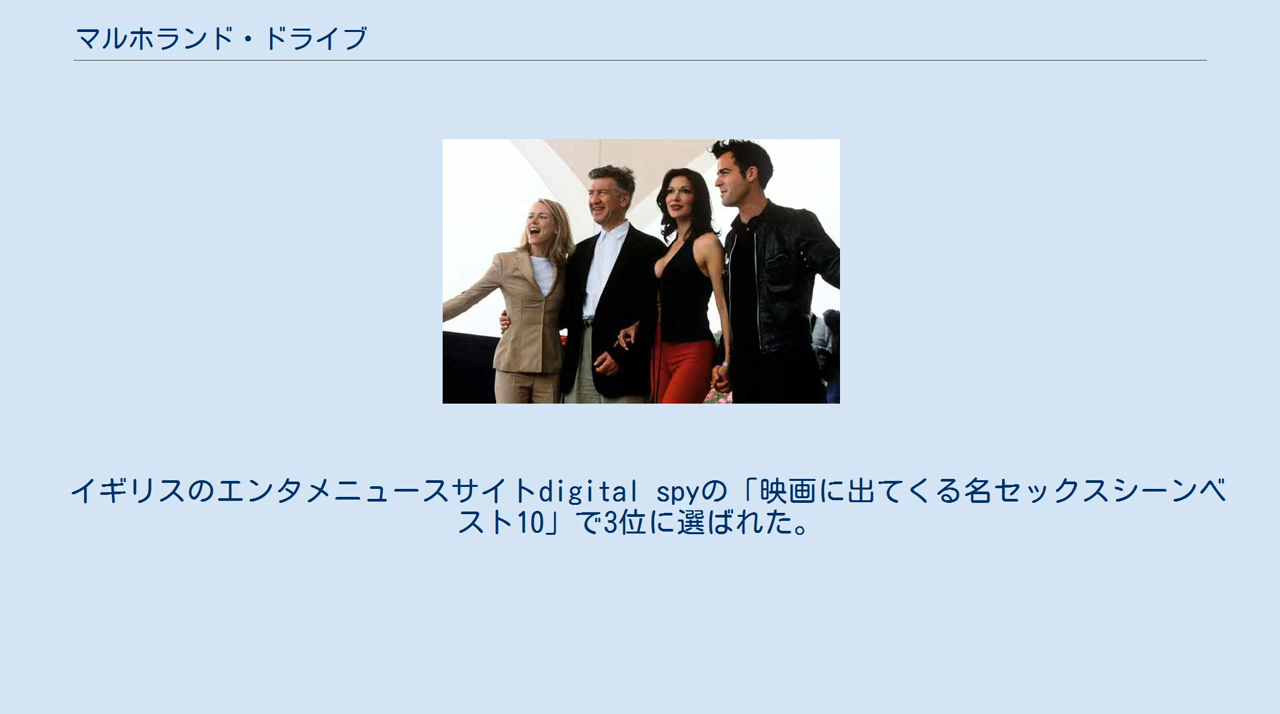 マルホランド・ドライブ
イギリスのエンタメニュースサイトdigital spyの「映画に出てくる名セックスシーンベ
スト10」で3位に選ばれた。